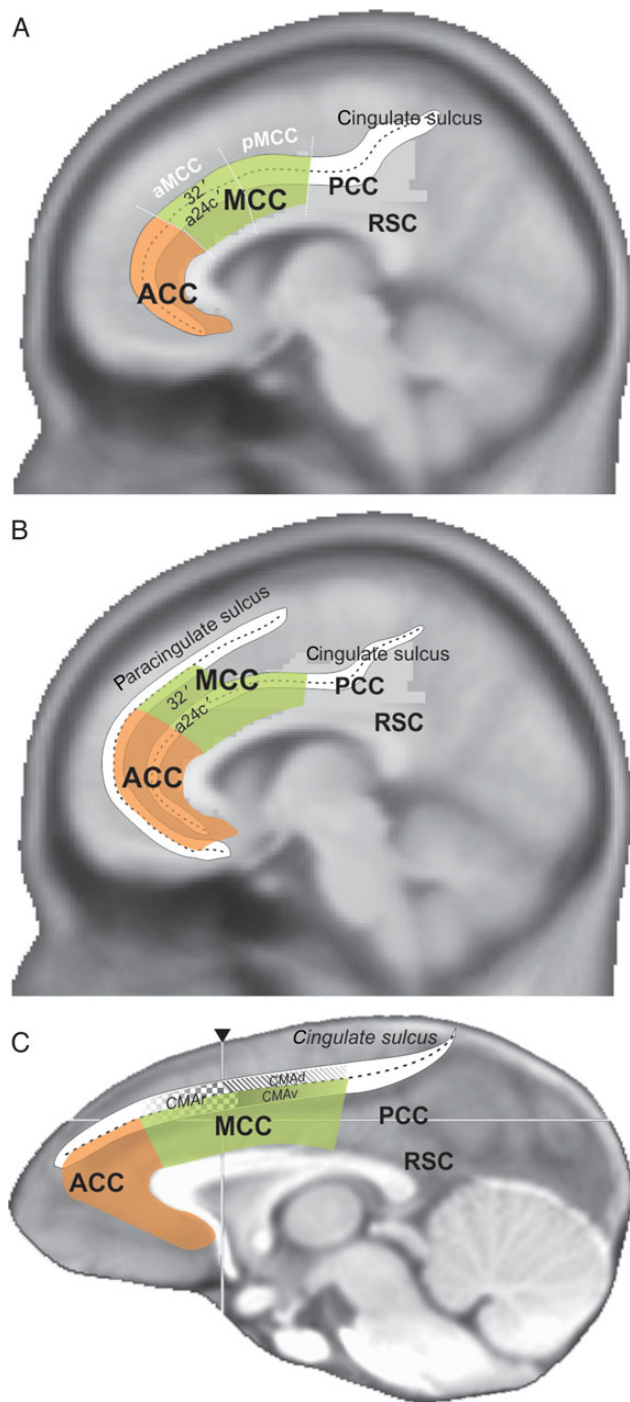 A
Cingulate sulcus
pMCC
aMCC
32′
a24c′
MCC
PCC
RSC
ACC
B
Paracingulate sulcus
Cingulate sulcus
MCC
PCC
32′
a24c′
RSC
ACC
C
Cingulate sulcus
CMAr
CMAd
CMAv
MCC
PCC
RSC
ACC